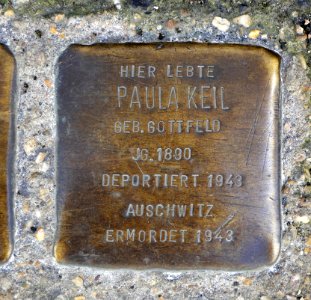 HIER LEBTE
PAULA KEIL
GEB. GOTTFELD
JG. 1890
DEPORTIERT 1943
AUSCHWITZ
ERMORDET 1943